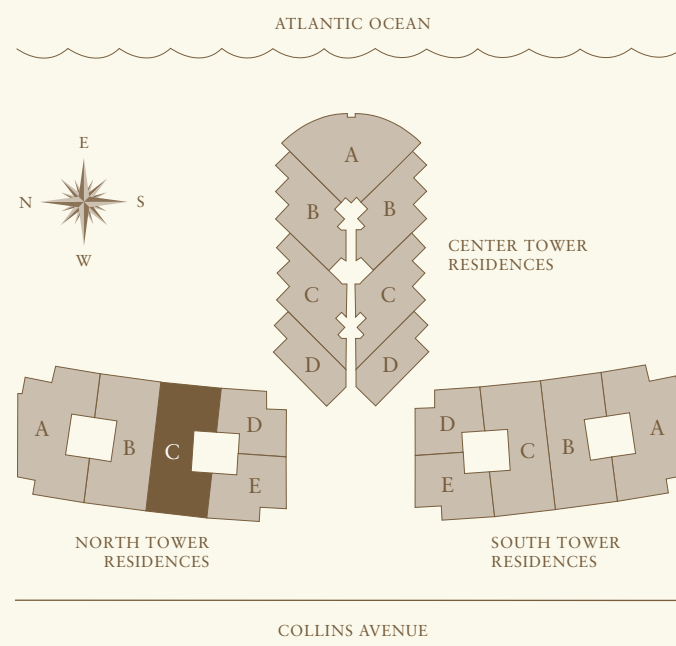 ATLANTIC OCEAN
E
N
S
W
A
B
B
CENTER TOWER
RESIDENCES
C
C
D
D
A
B
C
D
E
D
E
C
B
A
NORTH TOWER
RESIDENCES
SOUTH TOWER
RESIDENCES
COLLINS AVENUE